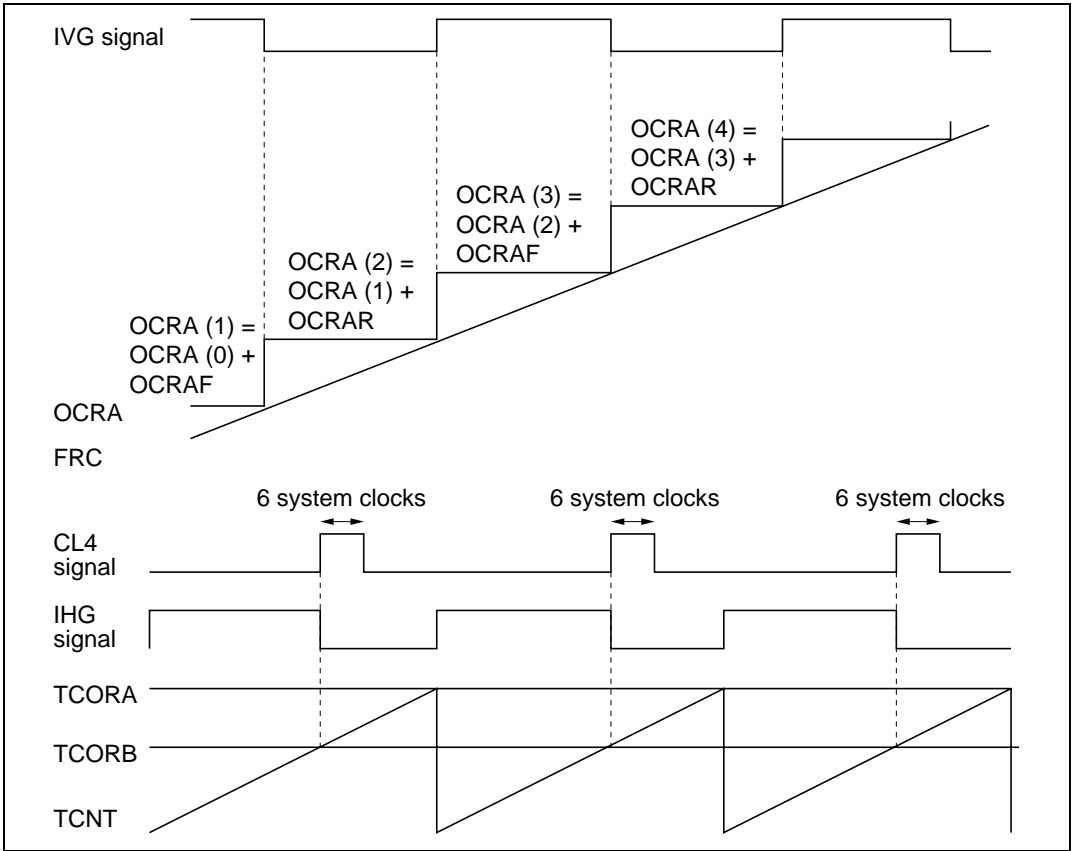 IVG signal
OCRA (4) =
OCRA (3) +
OCRAR
OCRA (3) =
OCRA (2) +
OCRAF
OCRA (2) =
OCRA (1) +
OCRAR
OCRA (1) =
OCRA (0) +
OCRAF
OCRA
FRC
6 system clocks 6 system clocks 6 system clocks
CL4
signal
IHG
signal
TCORA
TCORB
TCNT